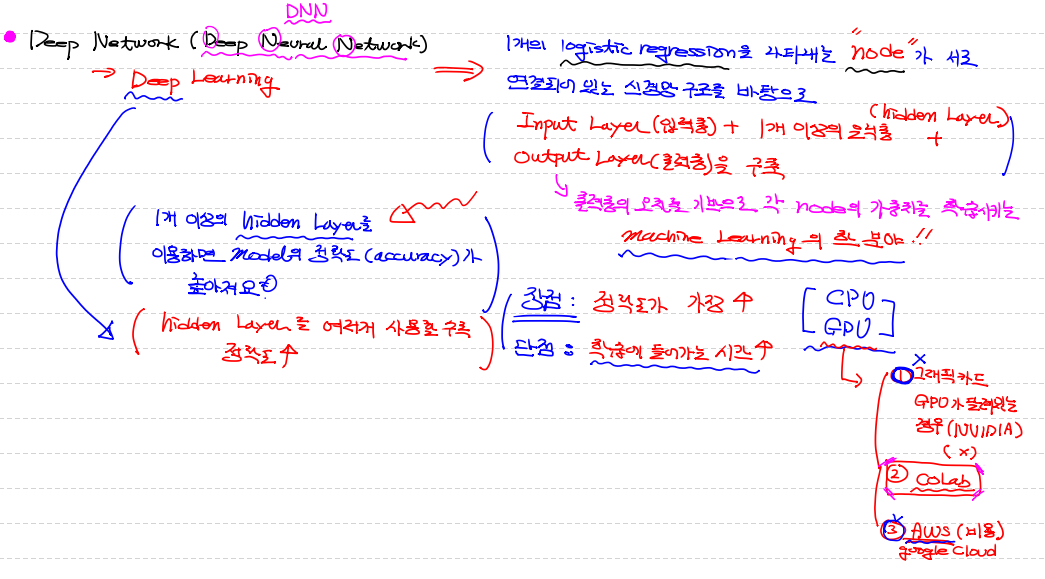 DNN
Deep Network (Deep Neural Network)
→ Deep Learning
⇒ 1개의 logistic regression을 나타내는 "node"가 서로
연결되어 있는 신경망 구조를 바탕으로
(hidden Layer)
Input Layer(입력층) + 1개 이상의 은닉층 +
Output Layer(출력층)을 구축
↳ 출력층의 오차를 기반으로 각 node의 가중치를 학습시키는
Machine Learning의 한 분야!!
1개 이상의 hidden Layer를
이용하면 model의 정확도(accuracy)가
좋아져요?
(hidden Layer를 여러개 사용할수록
정확도↑)
장점 : 정확도가 가장 ↑
단점 : 학습에 들어가는 시간↑
CPU
GPU
x
① 그래픽카드
GPU가 달려있는
경우(NVIDIA)
(x)
② Colab
x
③ AWS (비용)
google Cloud